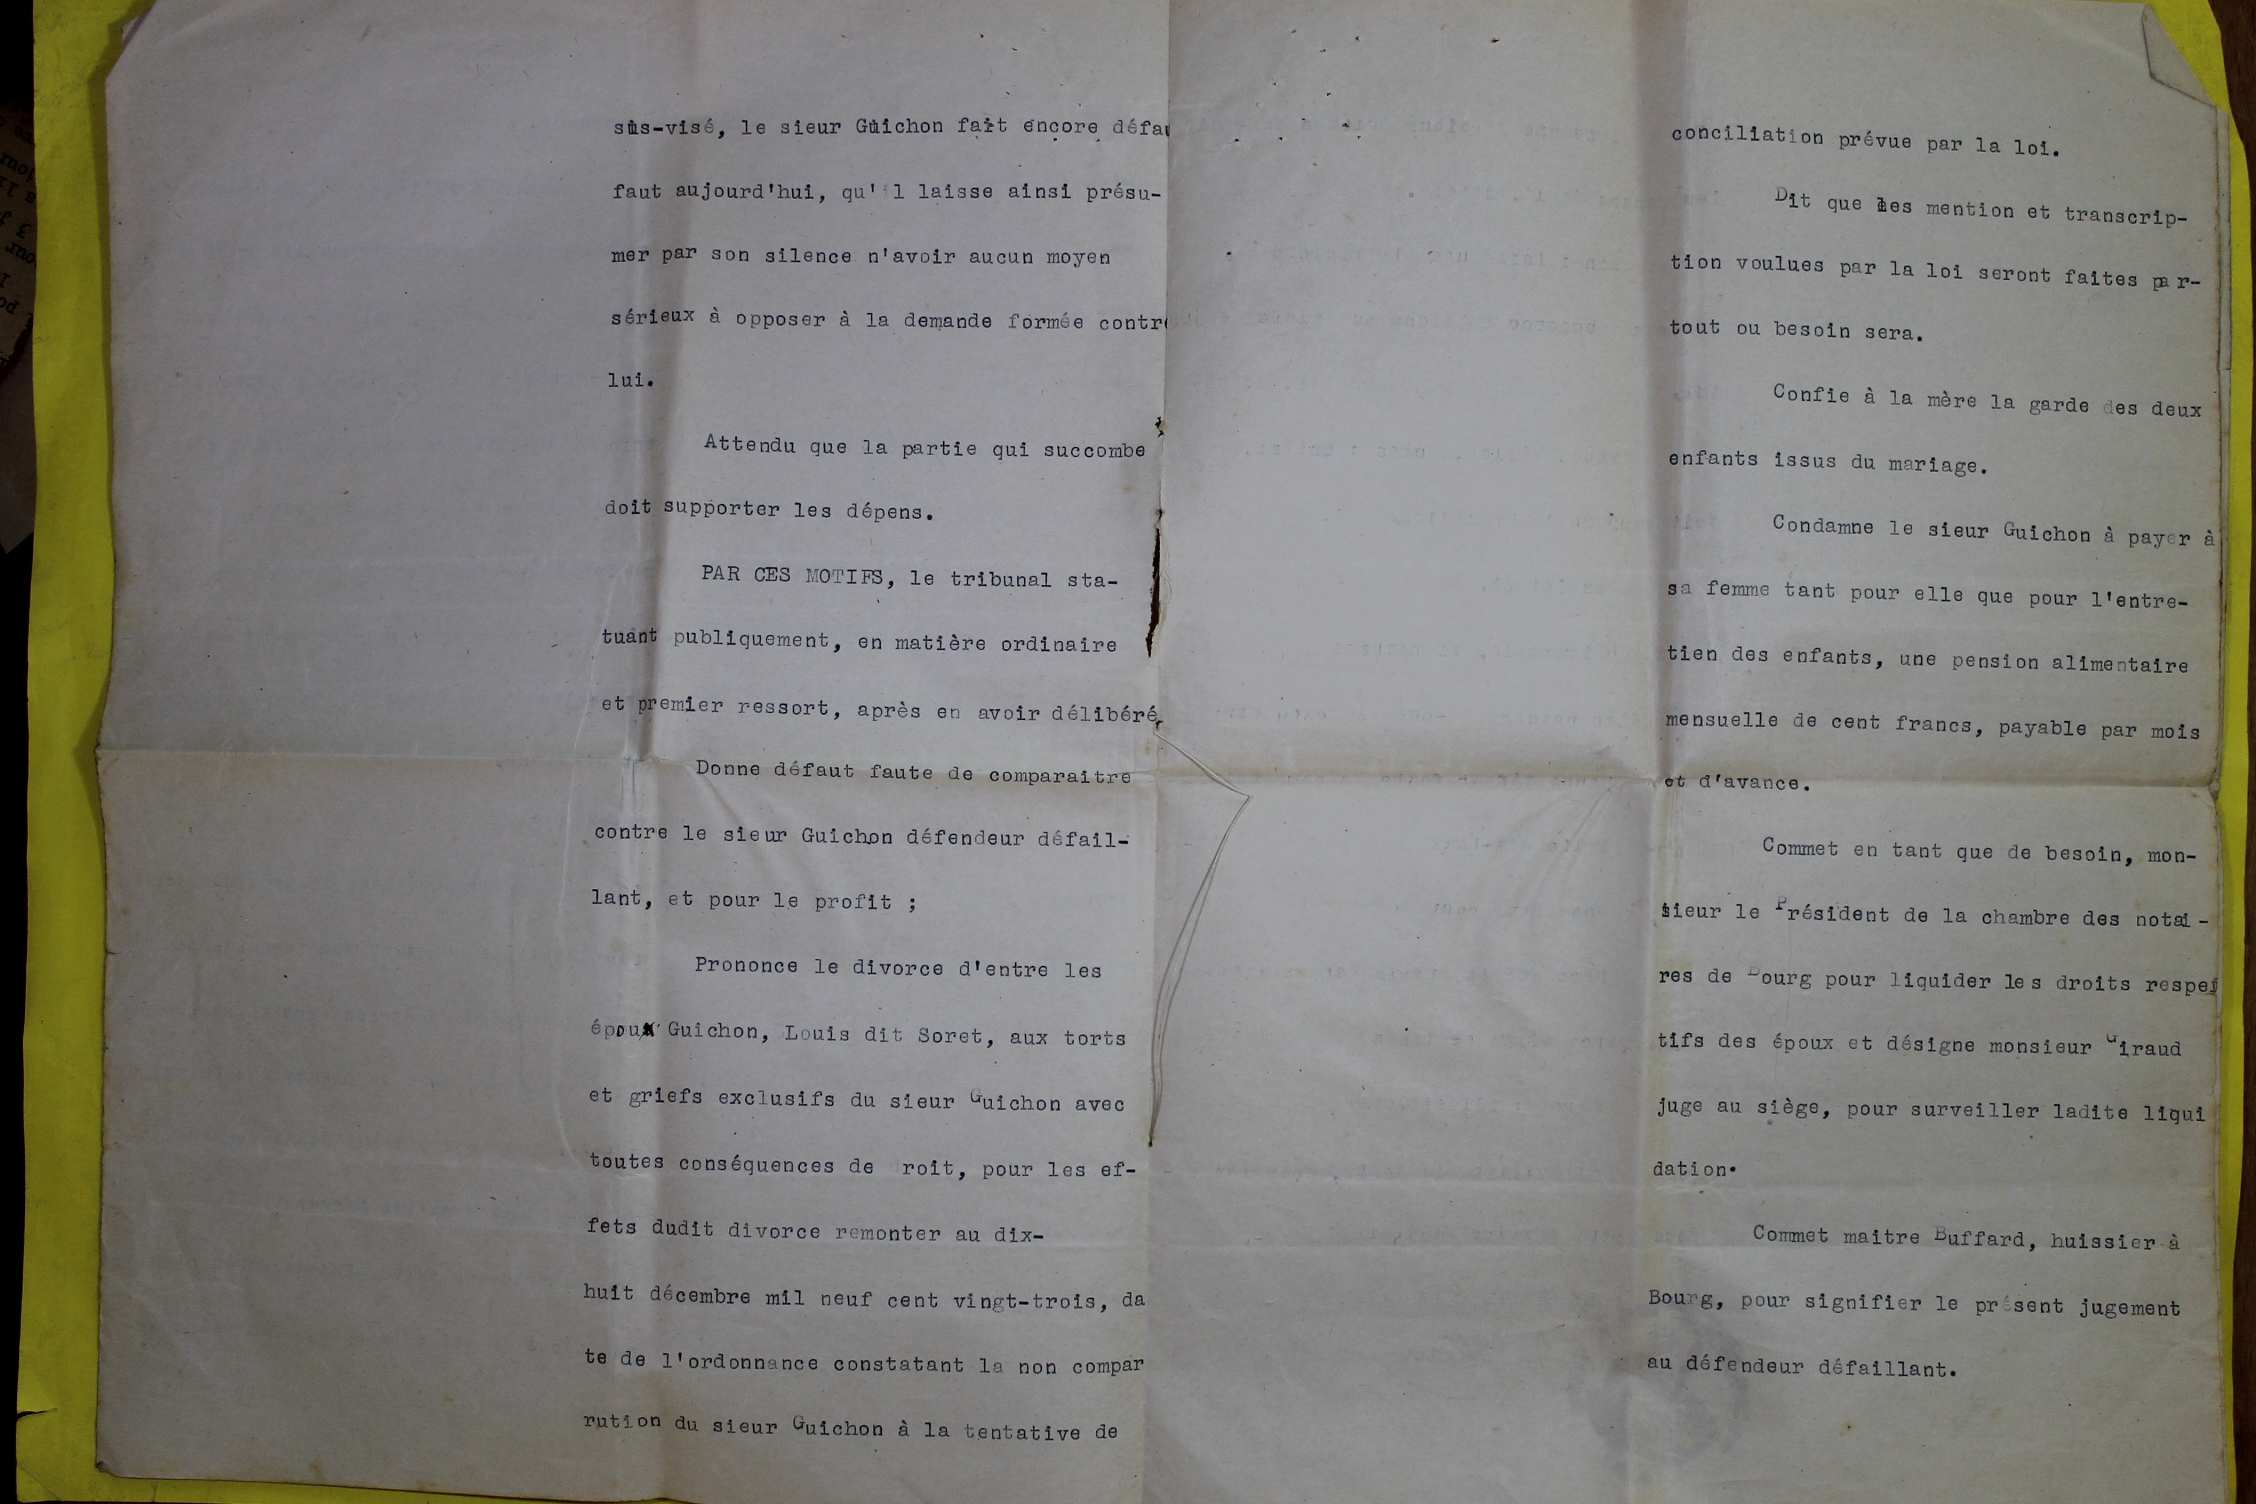 sus-visé, le sieur Guichon fait encore défau
faut aujourd'hui, qu'il laisse ainsi présu-
mer par son silence n'avoir aucun moyen
sérieux à opposer à la demande formée contre
lui.
Attendu que la partie qui succombe
doit supporter les dépens.
PAR CES MOTIFS, le tribunal sta-
tuant publiquement, en matière ordinaire
et premier ressort, après en avoir délibéré,
Donne défaut faute de comparaitre
contre le sieur Guichon défendeur défail-
lant, et pour le profit ;
Prononce le divorce d'entre les
époux Guichon, Louis dit Soret, aux torts
et griefs exclusifs du sieur Guichon avec
toutes conséquences de roit, pour les ef-
fets dudit divorce remonter au dix-
huit décembre mil neuf cent vingt-trois, da
te de l'ordonnance constatant la non compar
rution du sieur Guichon à la tentative de
conciliation prévue par la loi.
Dit que les mention et transcrip-
tion voulues par la loi seront faites par-
tout ou besoin sera.
Confie à la mère la garde des deux
enfants issus du mariage.
Condamne le sieur Guichon à payer à
sa femme tant pour elle que pour l'entre-
tien des enfants, une pension alimentaire
mensuelle de cent francs, payable par mois
et d'avance.
Commet en tant que de besoin, mon-
sieur le Président de la chambre des notai-
res de Bourg pour liquider les droits respec
tifs des époux et désigne monsieur Giraud
juge au siège, pour surveiller ladite liqui
dation.
Commet maitre Buffard, huissier à
Bourg, pour signifier le présent jugement
au défendeur défaillant.